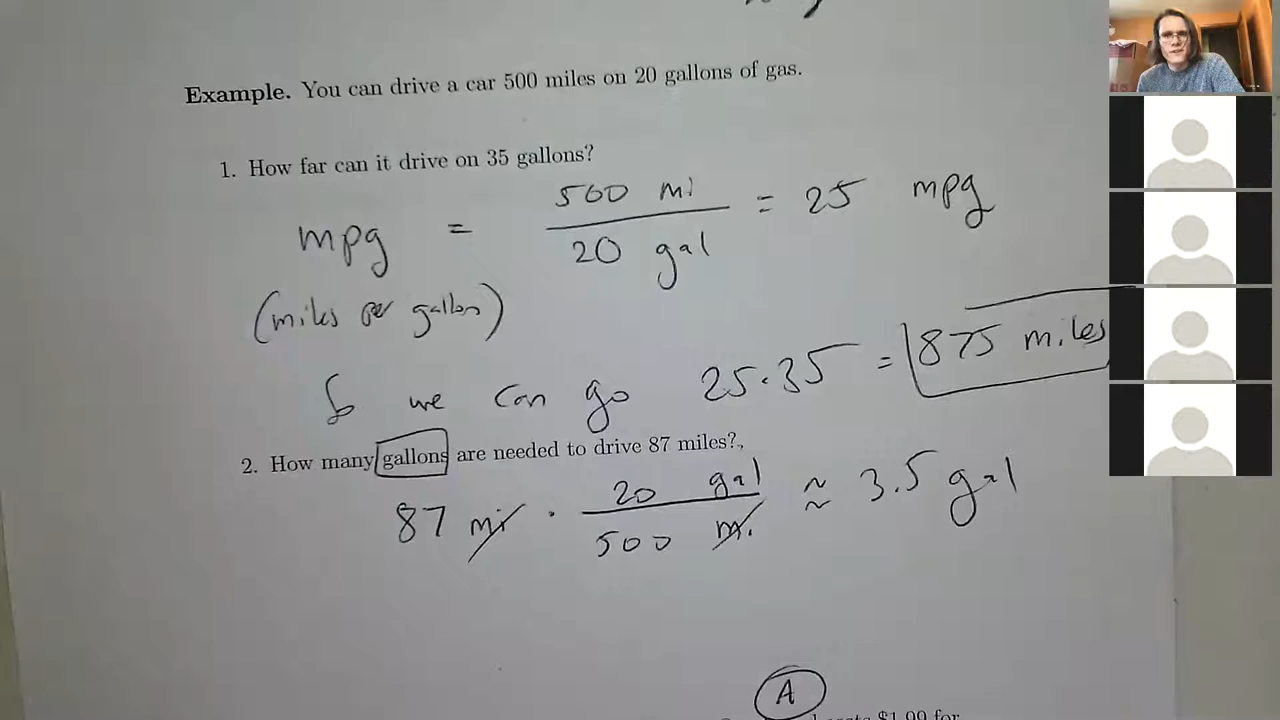 Example. You can drive a car 500 miles on 20 gallons of gas.
1. How far can it drive on 35 gallons?
mpg = 500 mi / 20 gal = 25 mpg
(miles per gallon)
So we can go 25·35 = 875 miles
2. How many gallons are needed to drive 87 miles?
87 mi · 20 gal / 500 mi ≈ 3.5 gal
A
$1.00 for